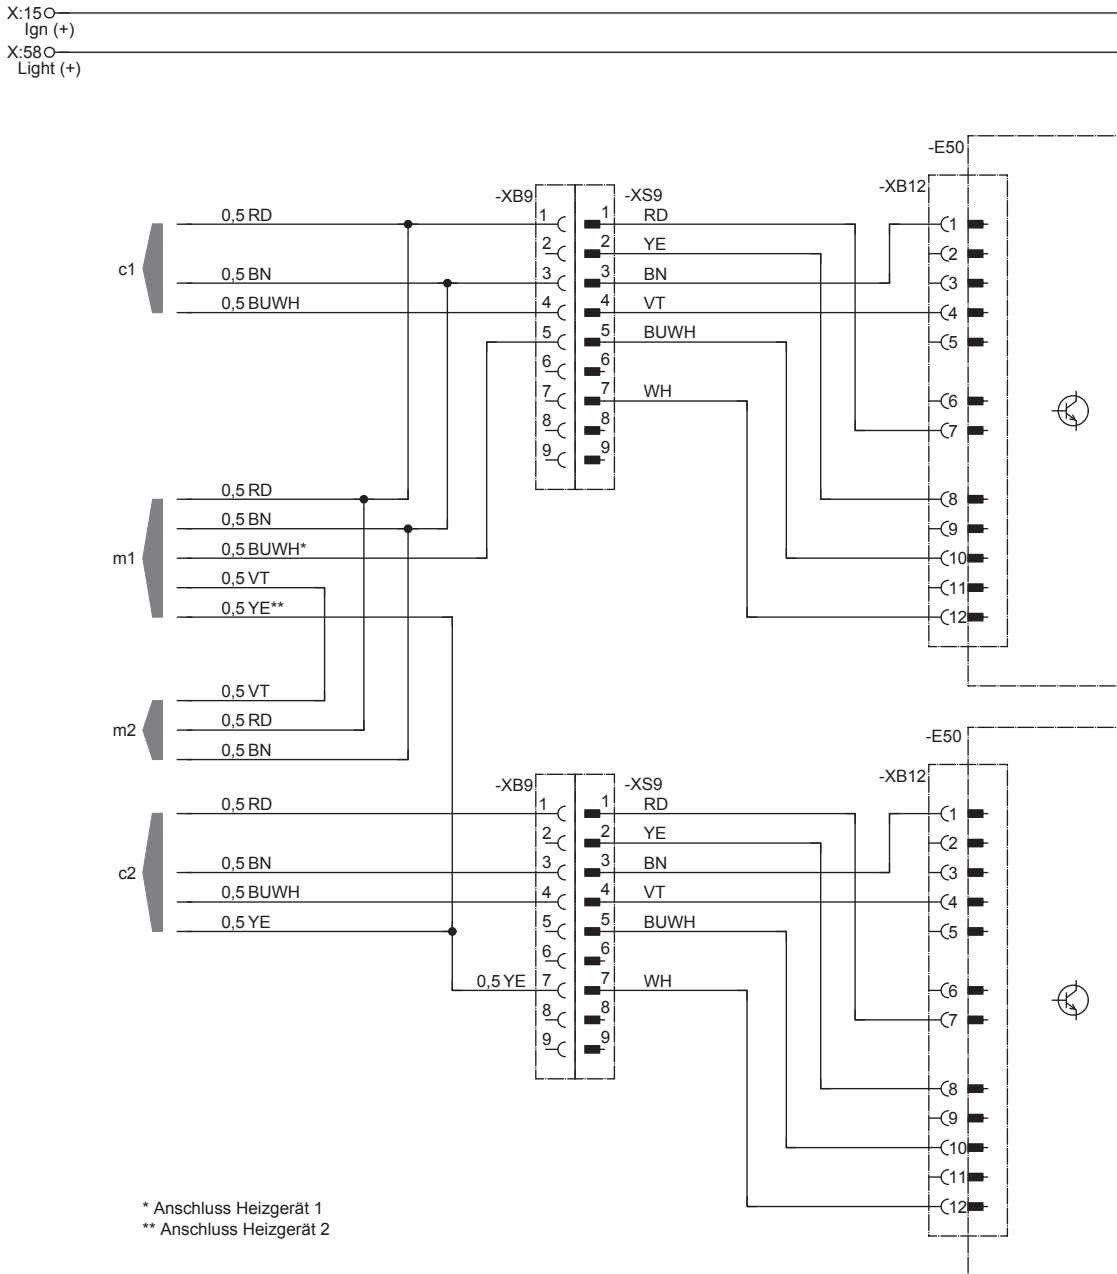 X:15
Ign (+)
X:58
Light (+)
-E50
-XB12
-XB9
-XS9
c1
0,5 RD
0,5 BN
0,5 BUWH
1
2
3
4
5
6
7
8
9
1
2
3
4
5
6
7
8
9
RD
YE
BN
VT
BUWH
WH
1
2
3
4
5
6
7
8
9
10
11
12
m1
0,5 RD
0,5 BN
0,5 BUWH*
0,5 VT
0,5 YE**
m2
0,5 VT
0,5 RD
0,5 BN
-E50
-XB12
-XB9
-XS9
c2
0,5 RD
0,5 BN
0,5 BUWH
0,5 YE
0,5 YE
1
2
3
4
5
6
7
8
9
1
2
3
4
5
6
7
8
9
RD
YE
BN
VT
BUWH
WH
1
2
3
4
5
6
7
8
9
10
11
12
* Anschluss Heizgerät 1
** Anschluss Heizgerät 2